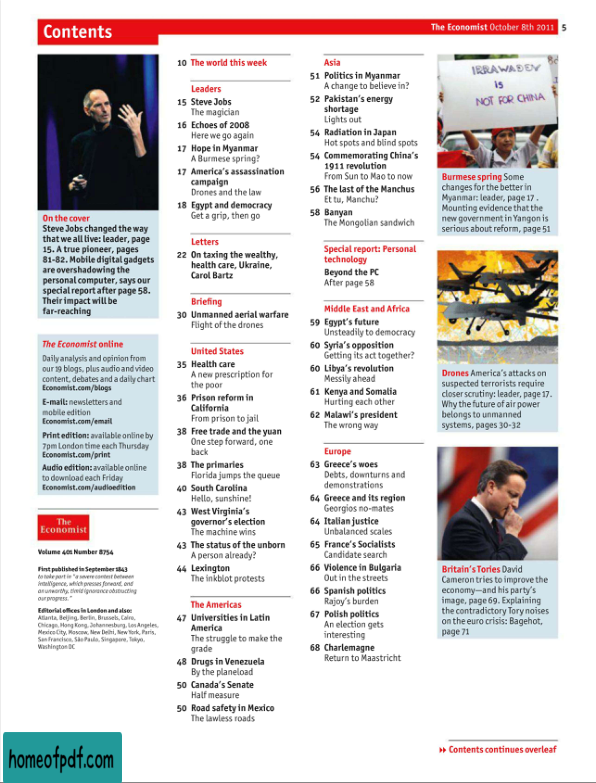 Contents
The Economist October 8th 2011 5
On the cover
Steve Jobs changed the way
that we all live: leader, page
15. A true pioneer, pages
81-82. Mobile digital gadgets
are overshadowing the
personal computer, says our
special report after page 58.
Their impact will be
far-reaching
The Economist online
Daily analysis and opinion from
our 19 blogs, plus audio and video
content, debates and a daily chart
Economist.com/blogs
E-mail: newsletters and
mobile edition
Economist.com/email
Print edition: available online by
7pm London time each Thursday
Economist.com/print
Audio edition: available online
to download each Friday
Economist.com/audioedition
The
Economist
Volume 401 Number 8754
First published in September 1843
to take part in "a severe contest between
intelligence, which presses forward, and
an unworthy, timid ignorance obstructing
our progress."
Editorial offices in London and also:
Atlanta, Beijing, Berlin, Brussels, Cairo,
Chicago, Hong Kong, Johannesburg, Los Angeles,
Mexico City, Moscow, New Delhi, New York, Paris,
San Francisco, São Paulo, Singapore, Tokyo,
Washington DC
10 The world this week
Leaders
15 Steve Jobs
The magician
16 Echoes of 2008
Here we go again
17 Hope in Myanmar
A Burmese spring?
17 America's assassination
campaign
Drones and the law
18 Egypt and democracy
Get a grip, then go
Letters
22 On taxing the wealthy,
health care, Ukraine,
Carol Bartz
Briefing
30 Unmanned aerial warfare
Flight of the drones
United States
35 Health care
A new prescription for
the poor
36 Prison reform in
California
From prison to jail
38 Free trade and the yuan
One step forward, one
back
38 The primaries
Florida jumps the queue
40 South Carolina
Hello, sunshine!
43 West Virginia's
governor's election
The machine wins
43 The status of the unborn
A person already?
44 Lexington
The inkblot protests
The Americas
47 Universities in Latin
America
The struggle to make the
grade
48 Drugs in Venezuela
By the planeload
50 Canada's Senate
Half measure
50 Road safety in Mexico
The lawless roads
Asia
51 Politics in Myanmar
A change to believe in?
52 Pakistan's energy
shortage
Lights out
54 Radiation in Japan
Hot spots and blind spots
54 Commemorating China's
1911 revolution
From Sun to Mao to now
56 The last of the Manchus
Et tu, Manchu?
58 Banyan
The Mongolian sandwich
Special report: Personal
technology
Beyond the PC
After page 58
Middle East and Africa
59 Egypt's future
Unsteadily to democracy
60 Syria's opposition
Getting its act together?
60 Libya's revolution
Messily ahead
61 Kenya and Somalia
Hurting each other
62 Malawi's president
The wrong way
Europe
63 Greece's woes
Debts, downturns and
demonstrations
64 Greece and its region
Georgios no-mates
64 Italian justice
Unbalanced scales
65 France's Socialists
Candidate search
66 Violence in Bulgaria
Out in the streets
66 Spanish politics
Rajoy's burden
67 Polish politics
An election gets
interesting
68 Charlemagne
Return to Maastricht
IRRAWADDY
IS
NOT FOR CHINA
Burmese spring Some
changes for the better in
Myanmar: leader, page 17 .
Mounting evidence that the
new government in Yangon is
serious about reform, page 51
Drones America's attacks on
suspected terrorists require
closer scrutiny: leader, page 17.
Why the future of air power
belongs to unmanned
systems, pages 30-32
Britain's Tories David
Cameron tries to improve the
economy—and his party's
image, page 69. Explaining
the contradictory Tory noises
on the euro crisis: Bagehot,
page 71
Contents continues overleaf
homeofpdf.com